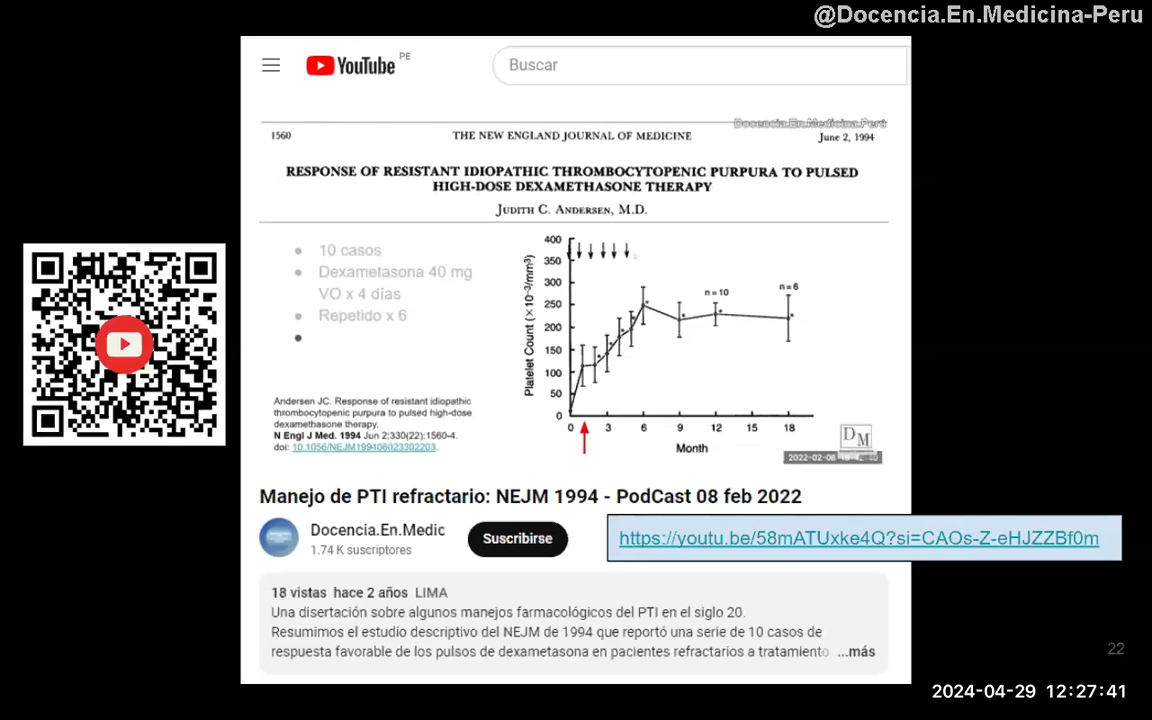 @Docencia.En.Medicina-Peru
YouTube PE
Buscar
Docencia.En.Medicina.Perú
1560 THE NEW ENGLAND JOURNAL OF MEDICINE June 2, 1994
RESPONSE OF RESISTANT IDIOPATHIC THROMBOCYTOPENIC PURPURA TO PULSED
HIGH-DOSE DEXAMETHASONE THERAPY
JUDITH C. ANDERSEN, M.D.
• 10 casos
• Dexametasona 40 mg
VO x 4 días
• Repetido x 6
•
Andersen JC. Response of resistant idiopathic
thrombocytopenic purpura to pulsed high-dose
dexamethasone therapy.
N Engl J Med. 1994 Jun 2;330(22):1560-4.
doi: 10.1056/NEJM199406023302203.
Platelet Count (×10⁻³/mm³)
400
350
300
250
200
150
100
50
0
n=10
n=6
0 3 6 9 12 15 18
Month
DM
Manejo de PTI refractario: NEJM 1994 - PodCast 08 feb 2022
Docencia.En.Medic
1.74 K suscriptores
Suscribirse
https://youtu.be/58mATUxke4Q?si=CAOs-Z-eHJZZBf0m
18 vistas hace 2 años LIMA
Una disertación sobre algunos manejos farmacológicos del PTI en el siglo 20.
Resumimos el estudio descriptivo del NEJM de 1994 que reportó una serie de 10 casos de
respuesta favorable de los pulsos de dexametasona en pacientes refractarios a tratamiento ...más
22
2024-04-29 12:27:41